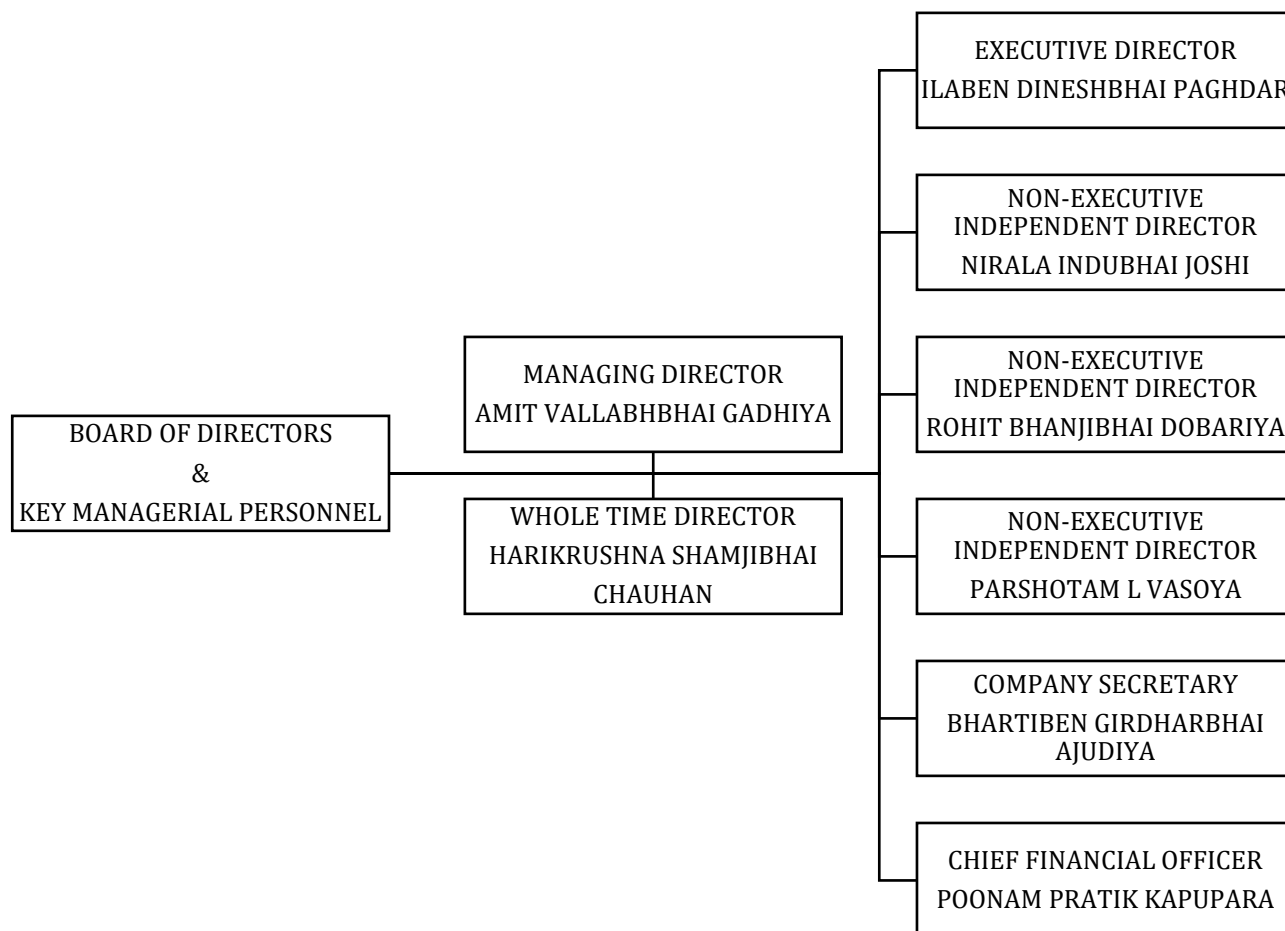 BOARD OF DIRECTORS
&
KEY MANAGERIAL PERSONNEL
MANAGING DIRECTOR
AMIT VALLABHBHAI GADHIYA
WHOLE TIME DIRECTOR
HARIKRUSHNA SHAMJIBHAI
CHAUHAN
EXECUTIVE DIRECTOR
ILABEN DINESHBHAI PAGHDAR
NON-EXECUTIVE
INDEPENDENT DIRECTOR
NIRALA INDUBHAI JOSHI
NON-EXECUTIVE
INDEPENDENT DIRECTOR
ROHIT BHANJIBHAI DOBARIYA
NON-EXECUTIVE
INDEPENDENT DIRECTOR
PARSHOTAM L VASOYA
COMPANY SECRETARY
BHARTIBEN GIRDHARBHAI
AJUDIYA
CHIEF FINANCIAL OFFICER
POONAM PRATIK KAPUPARA